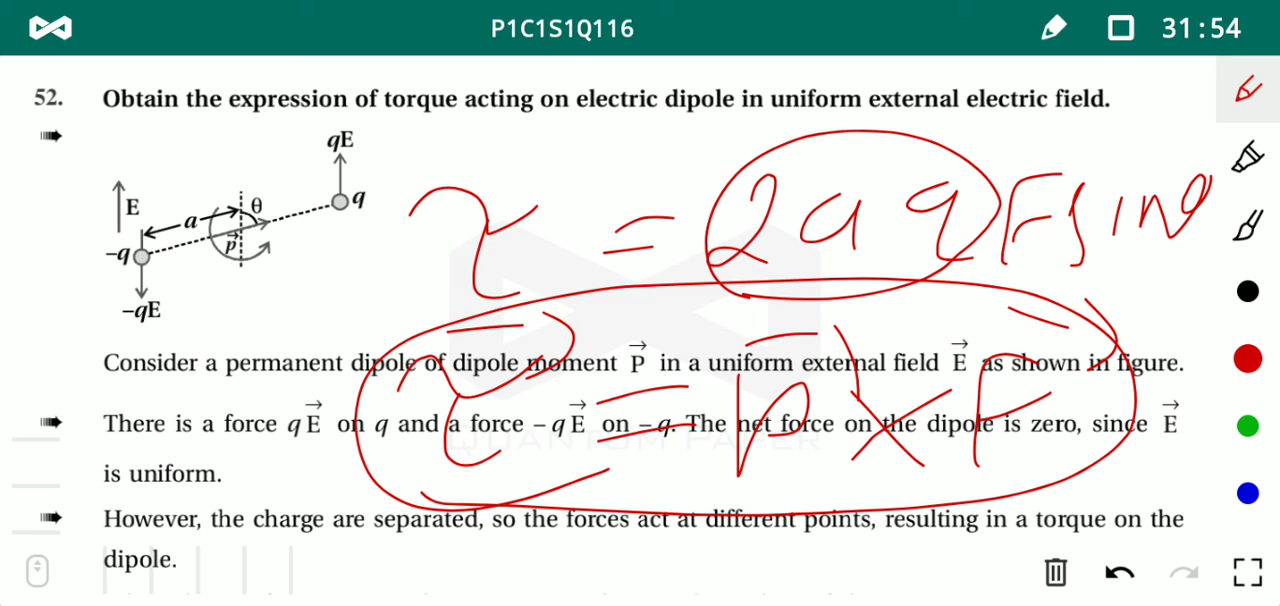 P1C1S1Q116
31:54
52. Obtain the expression of torque acting on electric dipole in uniform external electric field.
qE
E
a
θ
q
p⃗
-q
-qE
τ = 2aqEsinθ
Consider a permanent dipole of dipole moment P⃗ in a uniform external field E⃗ as shown in figure.
τ⃗ = p⃗ × E⃗
There is a force qE⃗ on q and a force –qE⃗ on –q. The net force on the dipole is zero, since E⃗
is uniform.
QUANTUM PAPER
However, the charge are separated, so the forces act at different points, resulting in a torque on the
dipole.